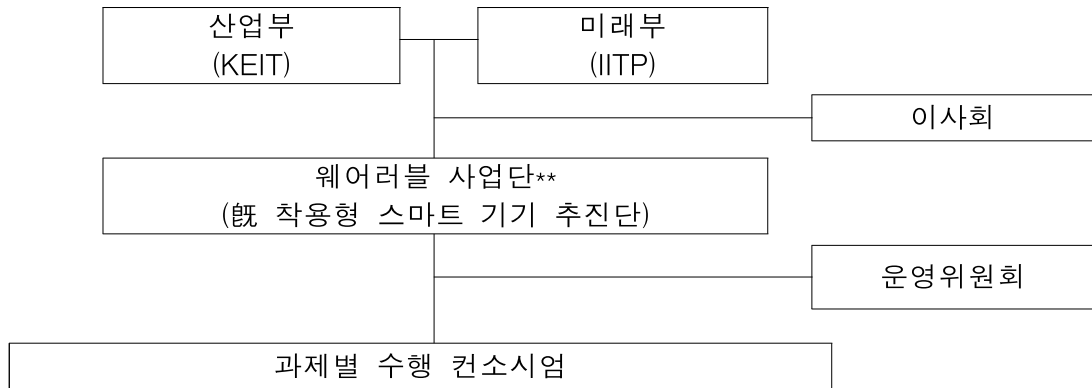 산업부
(KEIT)
미래부
(IITP)
이사회
웨어러블 사업단**
(旣 착용형 스마트 기기 추진단)
운영위원회
과제별 수행 컨소시엄